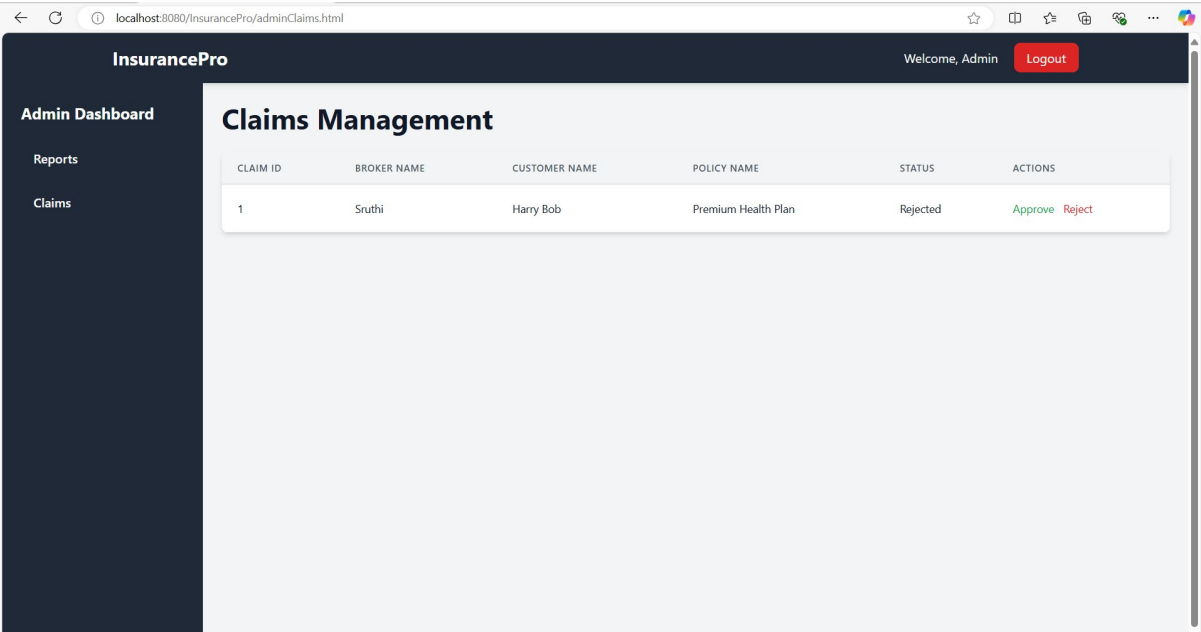 localhost:8080/InsurancePro/adminClaims.html
InsurancePro
Welcome, Admin
Logout
Admin Dashboard
Reports
Claims
Claims Management
CLAIM ID BROKER NAME CUSTOMER NAME POLICY NAME STATUS ACTIONS
1 Sruthi Harry Bob Premium Health Plan Rejected Approve Reject